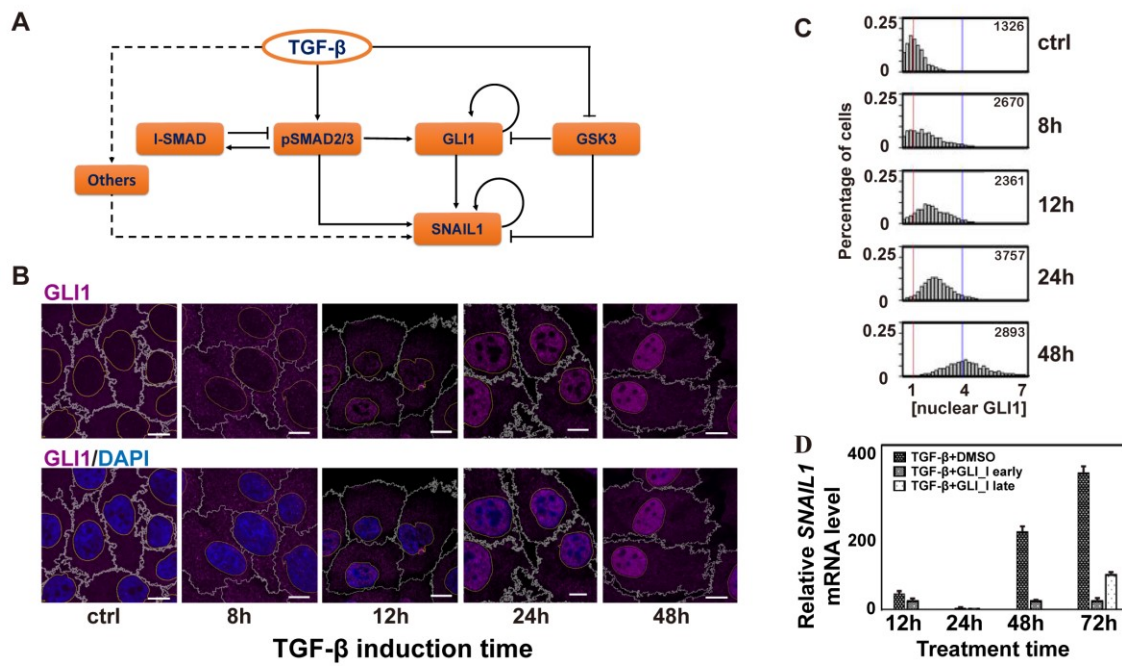 A
TGF-β
I-SMAD
pSMAD2/3
GLI1
GSK3
Others
SNAIL1
B
GLI1
GLI1/DAPI
ctrl
8h
12h
24h
48h
TGF-β induction time
C
Percentage of cells
0.25
0
1326
ctrl
0.25
0
2670
8h
0.25
0
2361
12h
0.25
0
3757
24h
0.25
0
2893
48h
1 4 7
[nuclear GLI1]
D
Relative SNAIL1
mRNA level
400
200
0
TGF-β+DMSO
TGF-β+GLI_I early
TGF-β+GLI_I late
12h 24h 48h 72h
Treatment time